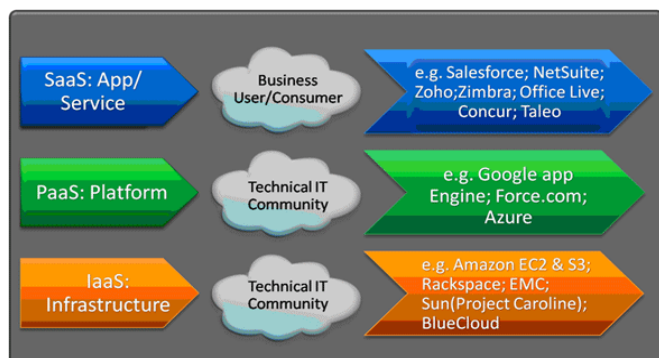 SaaS: App/
Service
Business
User/Consumer
e.g. Salesforce; NetSuite;
Zoho;Zimbra; Office Live;
Concur; Taleo
PaaS: Platform
Technical IT
Community
e.g. Google app
Engine; Force.com;
Azure
IaaS:
Infrastructure
Technical IT
Community
e.g. Amazon EC2 & S3;
Rackspace; EMC;
Sun(Project Caroline);
BlueCloud